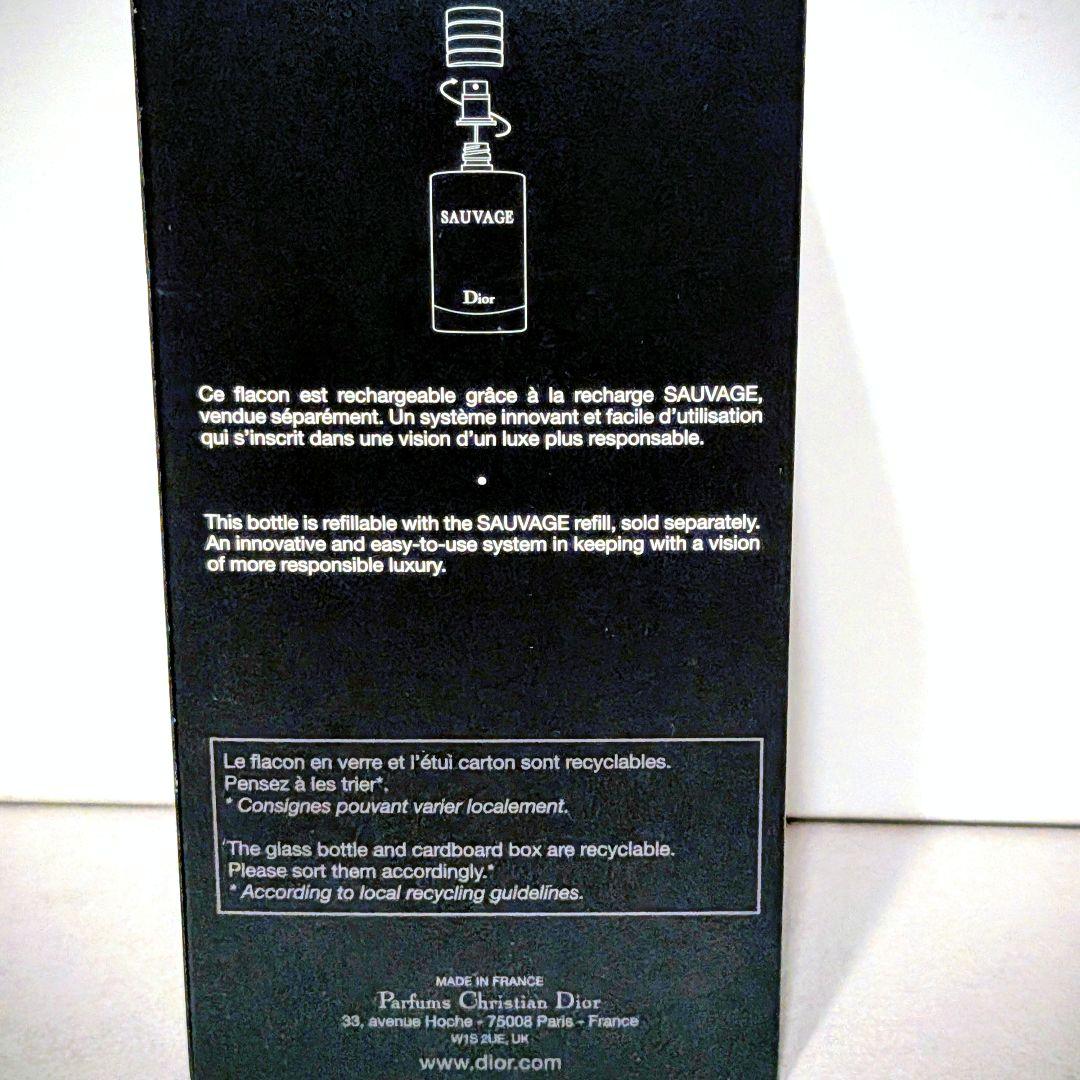 SAUVAGE
Dior
Ce flacon est rechargeable grâce à la recharge SAUVAGE,
vendue séparément. Un système innovant et facile d'utilisation
qui s'inscrit dans une vision d'un luxe plus responsable.
This bottle is refillable with the SAUVAGE refill, sold separately.
An innovative and easy-to-use system in keeping with a vision
of more responsible luxury.
Le flacon en verre et l'étui carton sont recyclables.
Pensez à les trier*.
* Consignes pouvant varier localement.
The glass bottle and cardboard box are recyclable.
Please sort them accordingly.*
* According to local recycling guidelines.
MADE IN FRANCE
Parfums Christian Dior
33, avenue Hoche - 75008 Paris - France
W1S 2UE, UK
www.dior.com